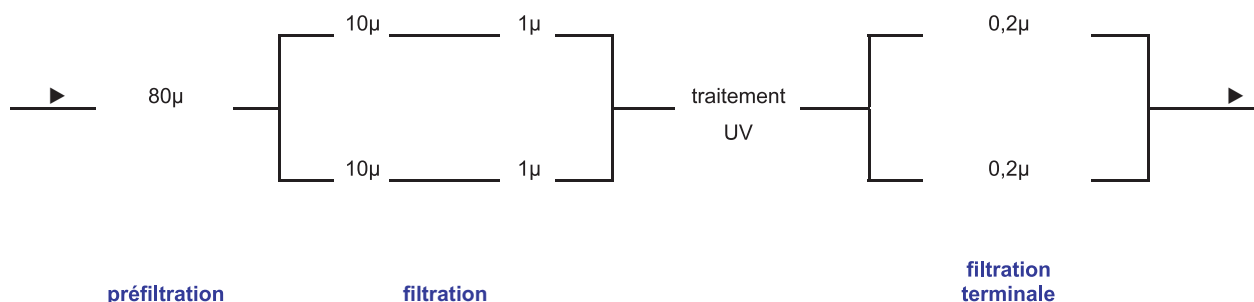 10µ
1µ
0,2µ
80µ
traitement
UV
10µ
1µ
0,2µ
préfiltration
filtration
filtration
terminale